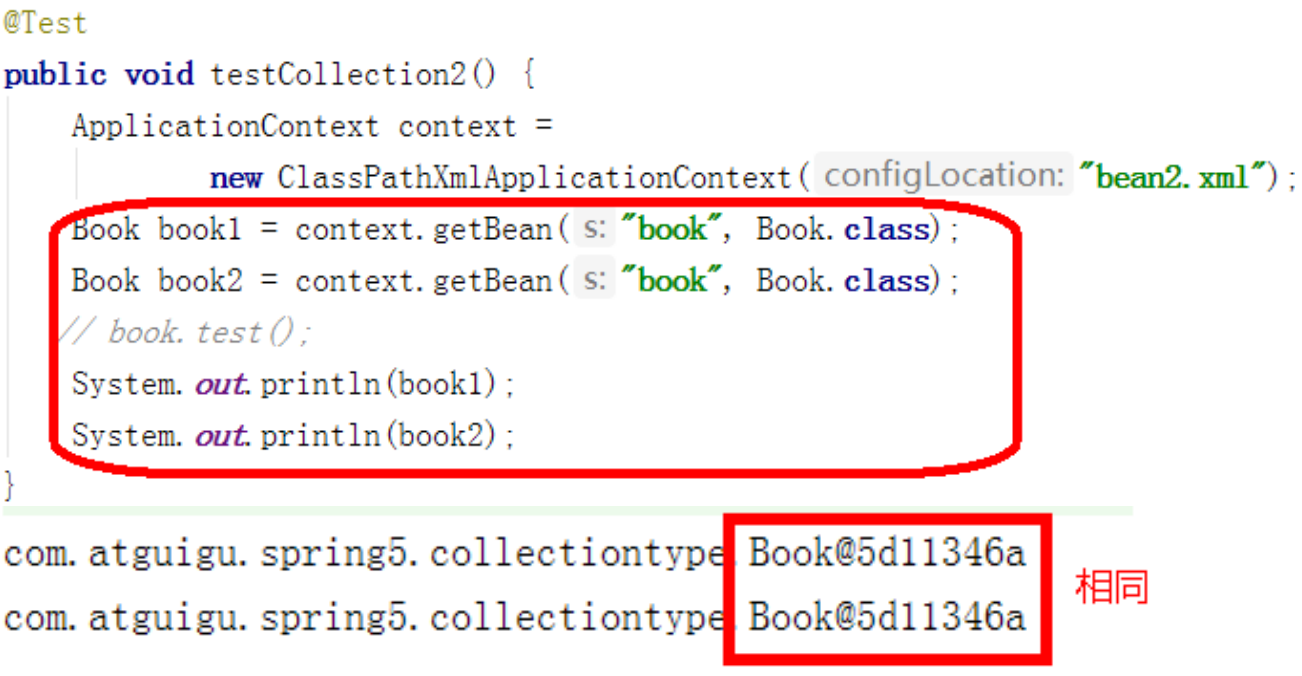 @Test
public void testCollection2() {
ApplicationContext context =
new ClassPathXmlApplicationContext( configLocation: "bean2.xml");
Book book1 = context.getBean( s: "book", Book.class);
Book book2 = context.getBean( s: "book", Book.class);
// book.test();
System.out.println(book1);
System.out.println(book2);
}
com.atguigu.spring5.collectiontype.Book@5d11346a
相同
com.atguigu.spring5.collectiontype.Book@5d11346a